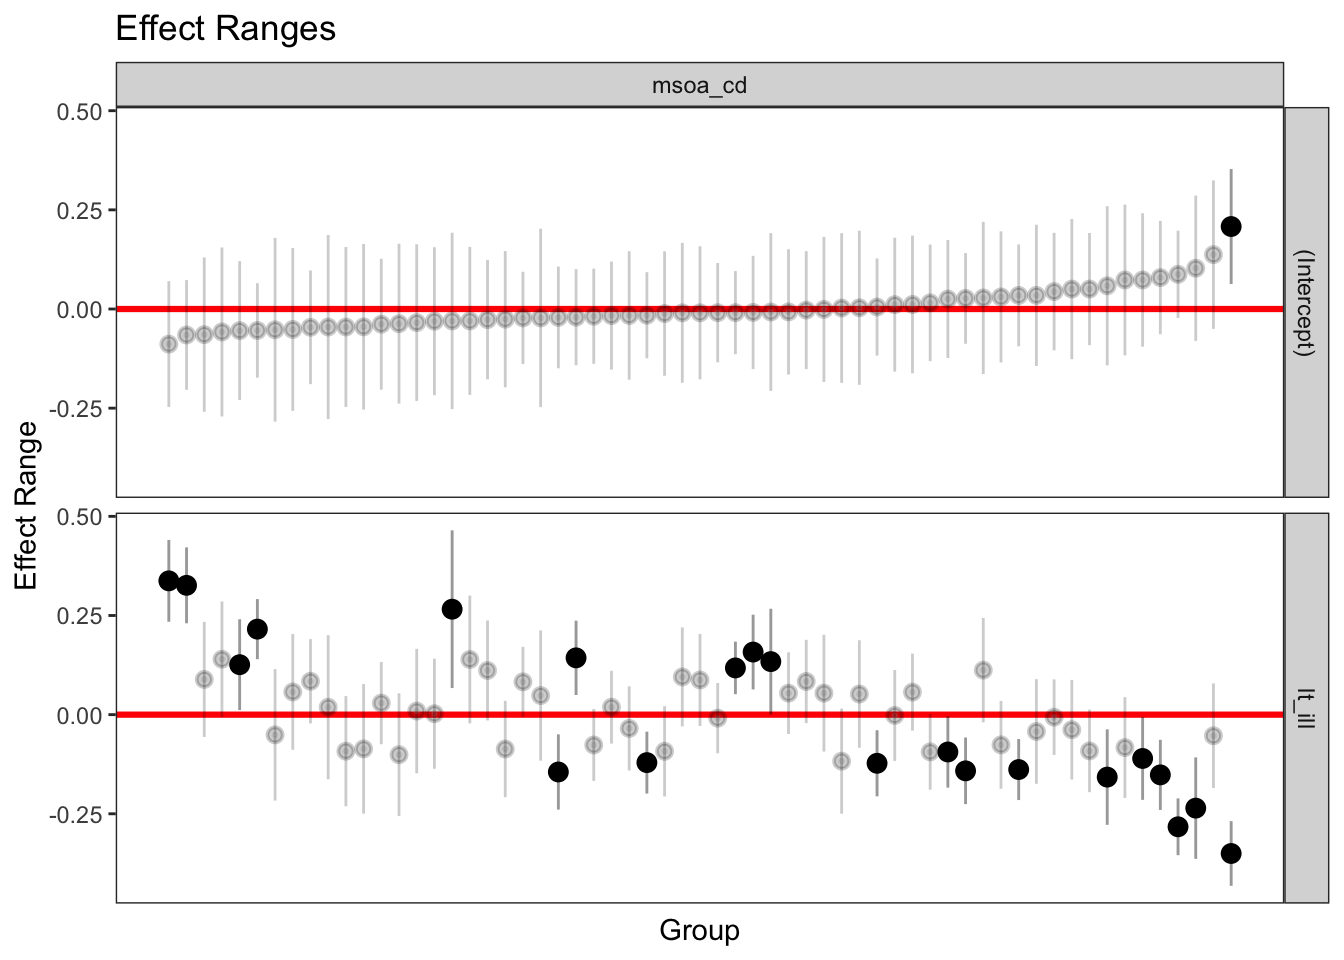 Effect Ranges
msoa_cd
0.50
0.25
0.00
-0.25
(Intercept)
Effect Range
0.50
0.25
0.00
-0.25
lt_ill
Group